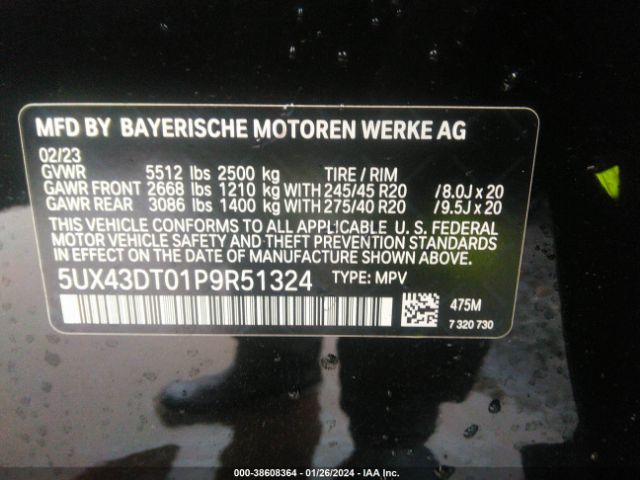 MFD BY BAYERISCHE MOTOREN WERKE AG
02/23
GVWR 5512 lbs 2500 kg TIRE / RIM
GAWR FRONT 2668 lbs 1210 kg WITH 245/45 R20 /8.0J x 20
GAWR REAR 3086 lbs 1400 kg WITH 275/40 R20 /9.5J x 20
THIS VEHICLE CONFORMS TO ALL APPLICABLE U. S. FEDERAL
MOTOR VEHICLE SAFETY AND THEFT PREVENTION STANDARDS
IN EFFECT ON THE DATE OF MANUFACTURE SHOWN ABOVE.
5UX43DT01P9R51324 TYPE: MPV
475M
7 320 730
000-38608364 / 01/26/2024 - IAA Inc.